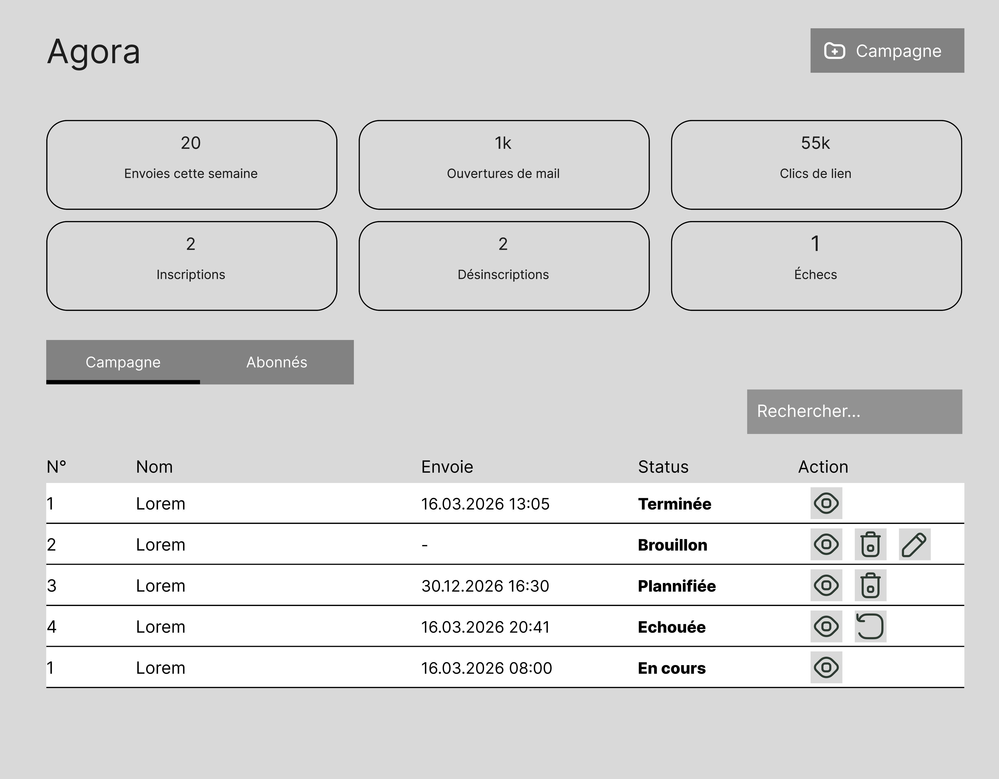 Agora
Campagne
20
Envoies cette semaine
1k
Ouvertures de mail
55k
Clics de lien
2
Inscriptions
2
Désinscriptions
1
Échecs
Campagne
Abonnés
Rechercher...
N° Nom Envoie Status Action
1 Lorem 16.03.2026 13:05 Terminée
2 Lorem - Brouillon
3 Lorem 30.12.2026 16:30 Plannifiée
4 Lorem 16.03.2026 20:41 Echouée
1 Lorem 16.03.2026 08:00 En cours